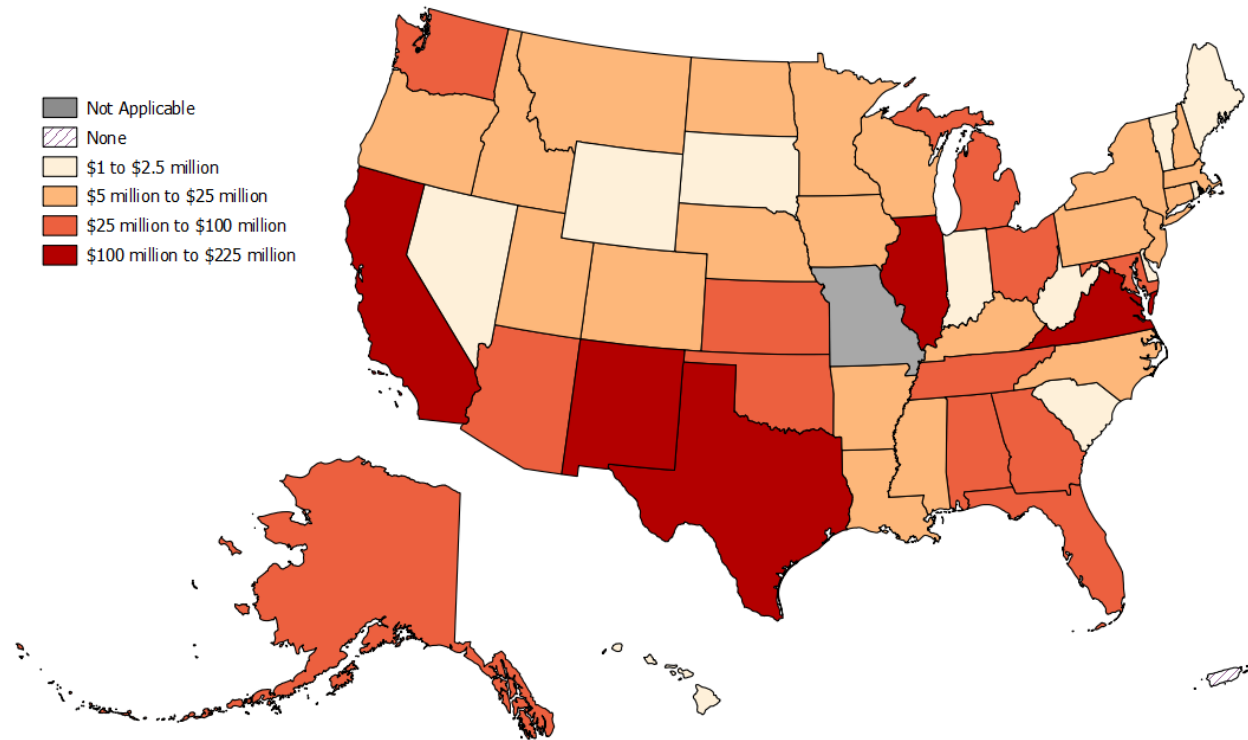 Not Applicable
None
$1 to $2.5 million
$5 million to $25 million
$25 million to $100 million
$100 million to $225 million